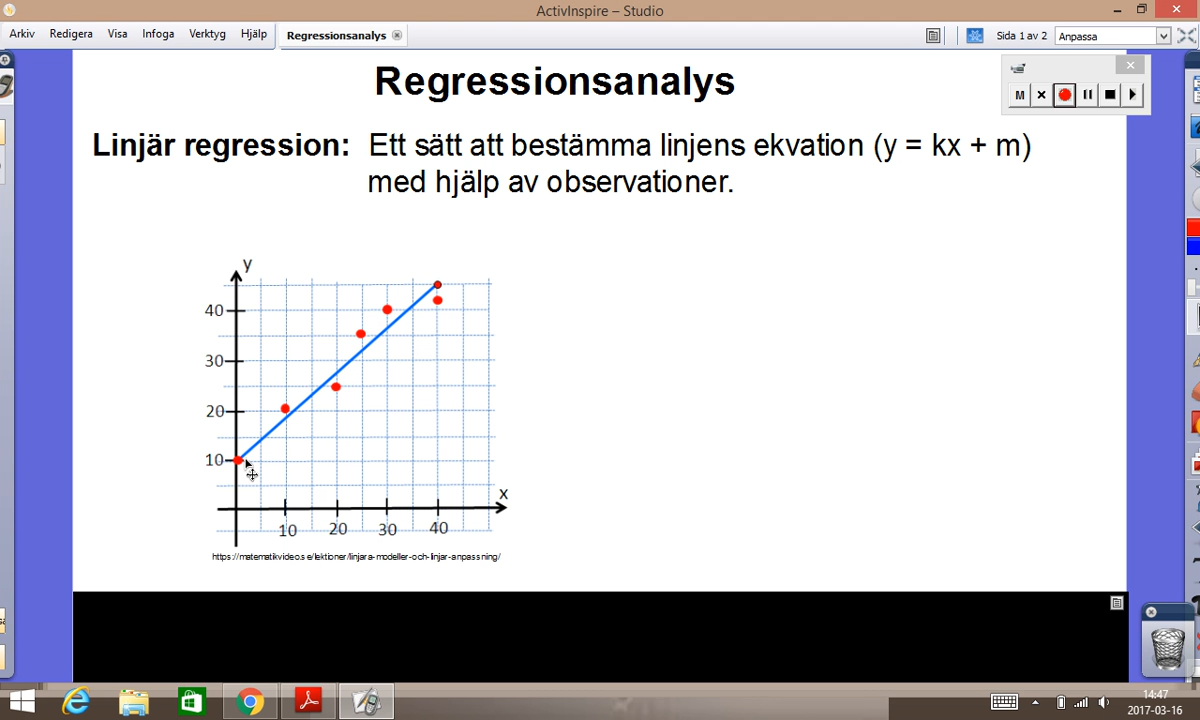 ActivInspire – Studio
Arkiv Redigera Visa Infoga Verktyg Hjälp Regressionsanalys Sida 1 av 2 Anpassa
Regressionsanalys
M
Linjär regression: Ett sätt att bestämma linjens ekvation (y = kx + m)
med hjälp av observationer.
y
40
30
20
10
x
10 20 30 40
https://matematikvideo.se/lektioner/linjara-modeller-och-linjar-anpassning/
14:47
2017-03-16